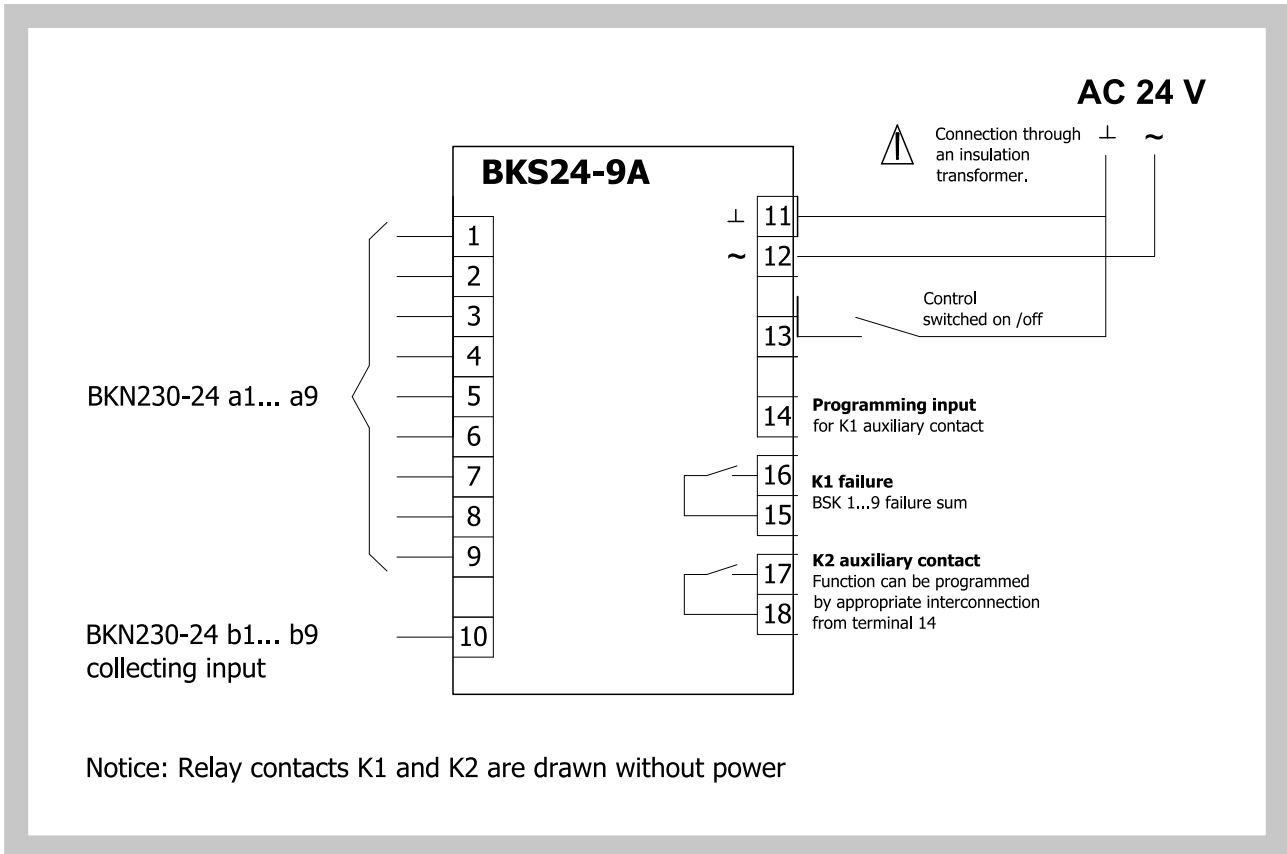 AC 24 V
Connection through
an insulation
transformer.
⊥ ~
BKS24-9A
1
2
3
4
5
6
7
8
9
10
⊥ 11
~ 12
13
14
16
15
17
18
Control
switched on /off
BKN230-24 a1... a9
Programming input
for K1 auxiliary contact
K1 failure
BSK 1...9 failure sum
K2 auxiliary contact
Function can be programmed
by appropriate interconnection
from terminal 14
BKN230-24 b1... b9
collecting input
Notice: Relay contacts K1 and K2 are drawn without power